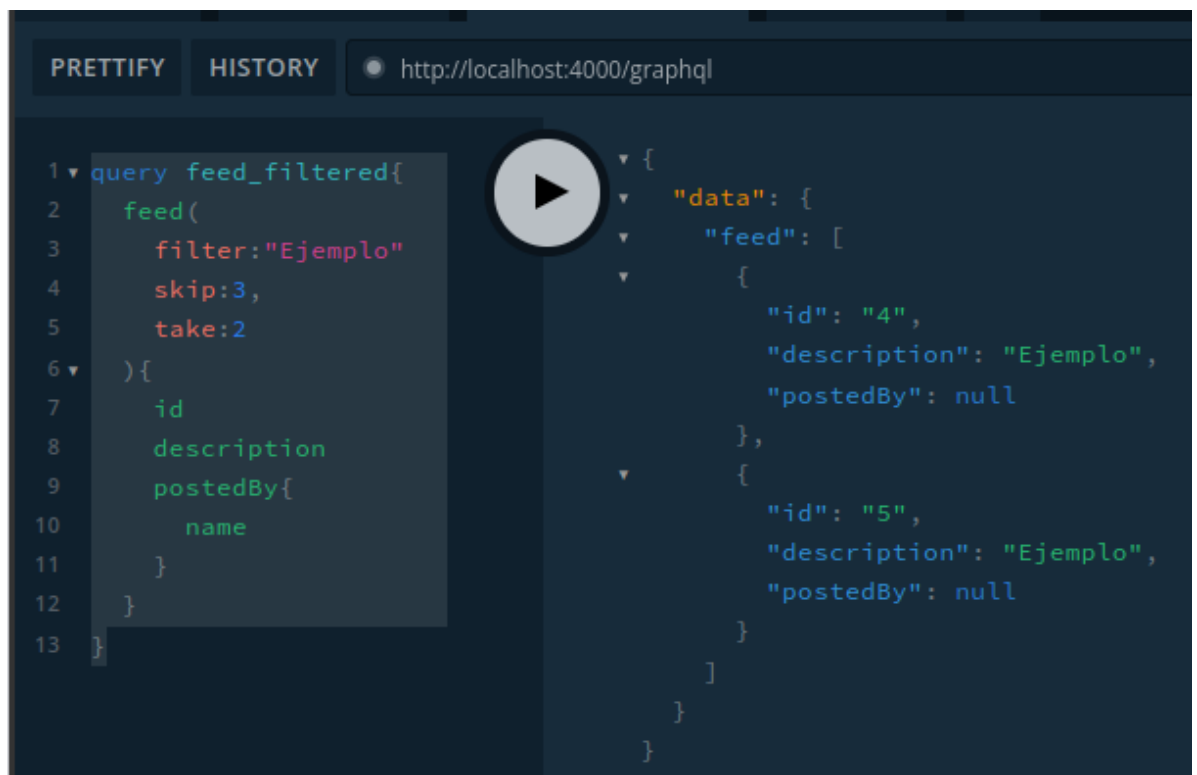 PRETTIFY HISTORY http://localhost:4000/graphql
1 query feed_filtered{
2 feed(
3 filter:"Ejemplo"
4 skip:3,
5 take:2
6 ){
7 id
8 description
9 postedBy{
10 name
11 }
12 }
13 }
{
"data": {
"feed": [
{
"id": "4",
"description": "Ejemplo",
"postedBy": null
},
{
"id": "5",
"description": "Ejemplo",
"postedBy": null
}
]
}
}